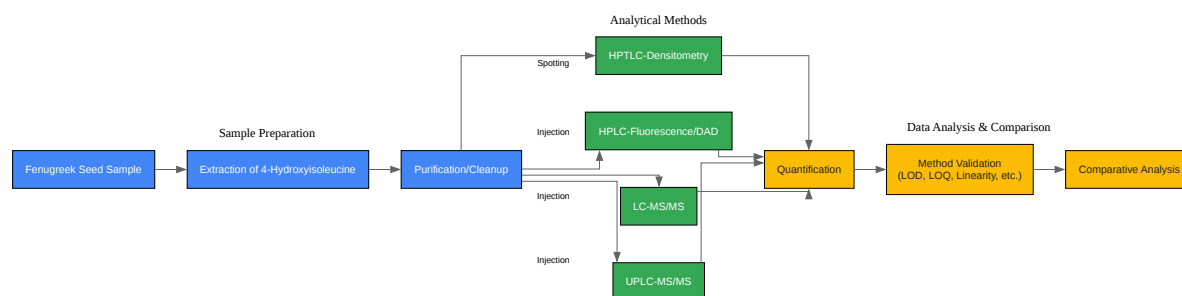 Analytical Methods
HPTLC-Densitometry
Spotting
Sample Preparation
Injection
HPLC-Fluorescence/DAD
Data Analysis & Comparison
Fenugreek Seed Sample
Extraction of 4-Hydroxyisoleucine
Purification/Cleanup
Quantification
Method Validation
(LOD, LOQ, Linearity, etc.)
Comparative Analysis
Injection
LC-MS/MS
Injection
UPLC-MS/MS